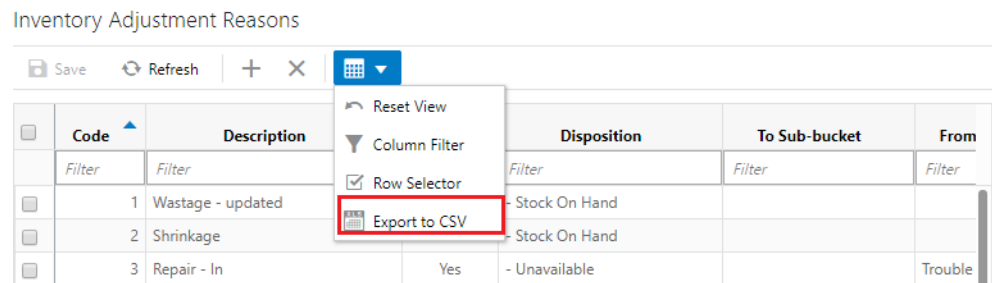 Inventory Adjustment Reasons
Save Refresh
Reset View
Code Description Disposition To Sub-bucket From
Column Filter
Filter Filter Filter Filter Filter
Row Selector
1 Wastage - updated - Stock On Hand
XLS Export to CSV
2 Shrinkage - Stock On Hand
3 Repair - In Yes - Unavailable Trouble